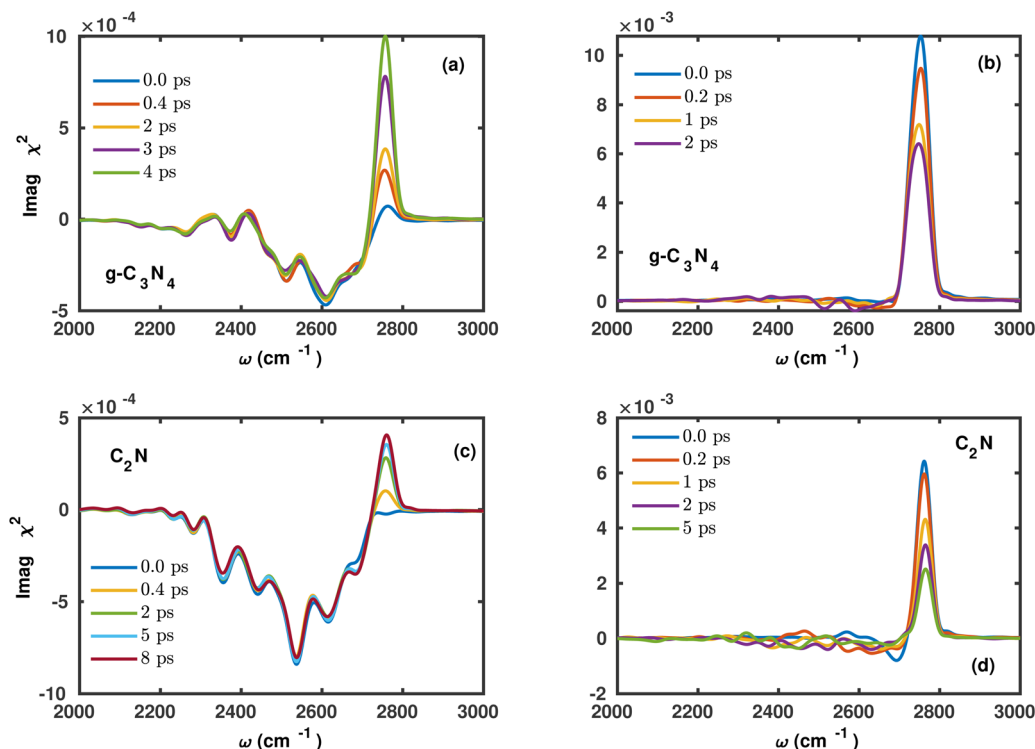 ×10 -4
10
5
0
-5
Imag χ2
0.0 ps
0.4 ps
2 ps
3 ps
4 ps
(a)
g-C3N4
2000 2200 2400 2600 2800 3000
ω (cm -1)
×10 -3
10
8
6
4
2
0
0.0 ps
0.2 ps
1 ps
2 ps
(b)
g-C3N4
2000 2200 2400 2600 2800 3000
ω (cm -1)
×10 -4
5
0
-5
-10
Imag χ2
C2N
(c)
0.0 ps
0.4 ps
2 ps
5 ps
8 ps
2000 2200 2400 2600 2800 3000
ω (cm -1)
×10 -3
8
6
4
2
0
-2
0.0 ps
0.2 ps
1 ps
2 ps
5 ps
C2N
(d)
2000 2200 2400 2600 2800 3000
ω (cm -1)